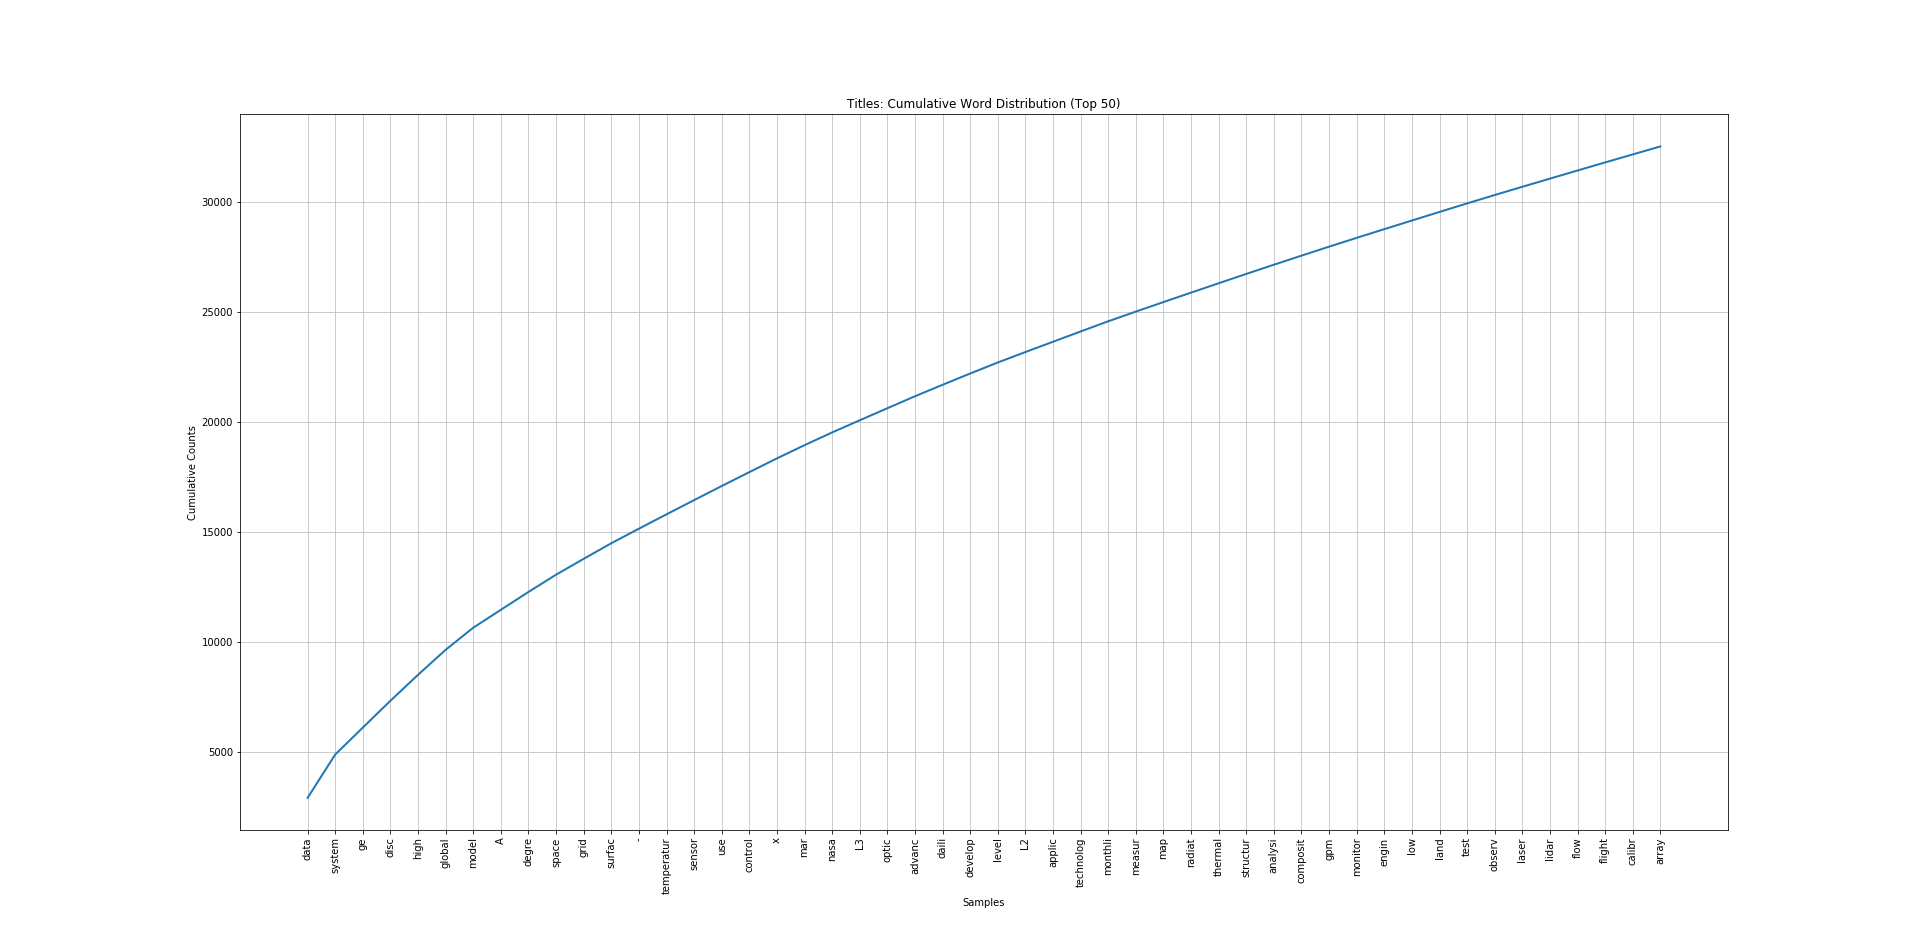 Titles: Cumulative Word Distribution (Top 50)
Cumulative Counts
30000
25000
20000
15000
10000
5000
data
system
ge
disc
high
global
model
A
degre
space
grid
surfac
-
temperatur
sensor
use
control
x
mar
nasa
L3
optic
advanc
daili
develop
level
L2
applic
technolog
monthli
measur
map
radiat
thermal
structur
analysi
composit
gpm
monitor
engin
low
land
test
observ
laser
lidar
flow
flight
calibr
array
Samples